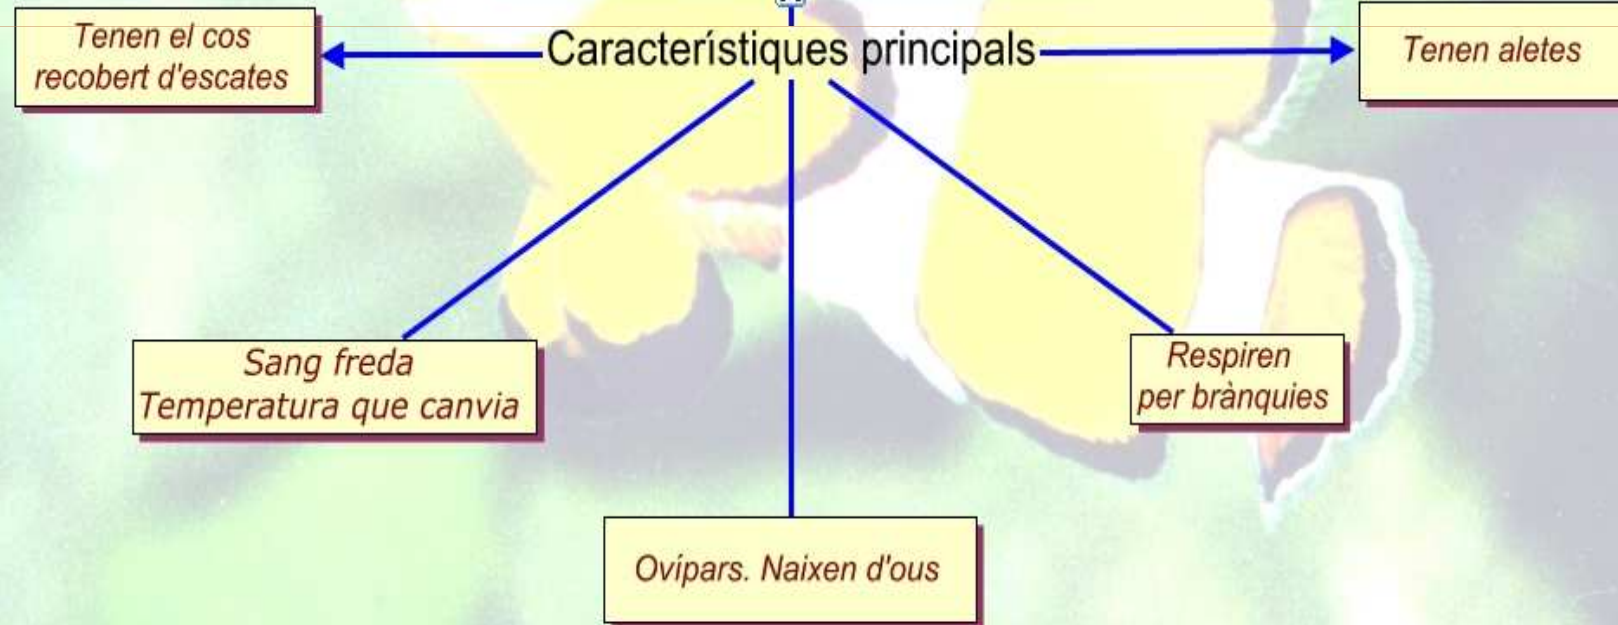 Tenen el cos
recobert d'escates
Característiques principals
Tenen aletes
Sang freda
Temperatura que canvia
Respiren
per brànquies
Ovípars. Naixen d'ous